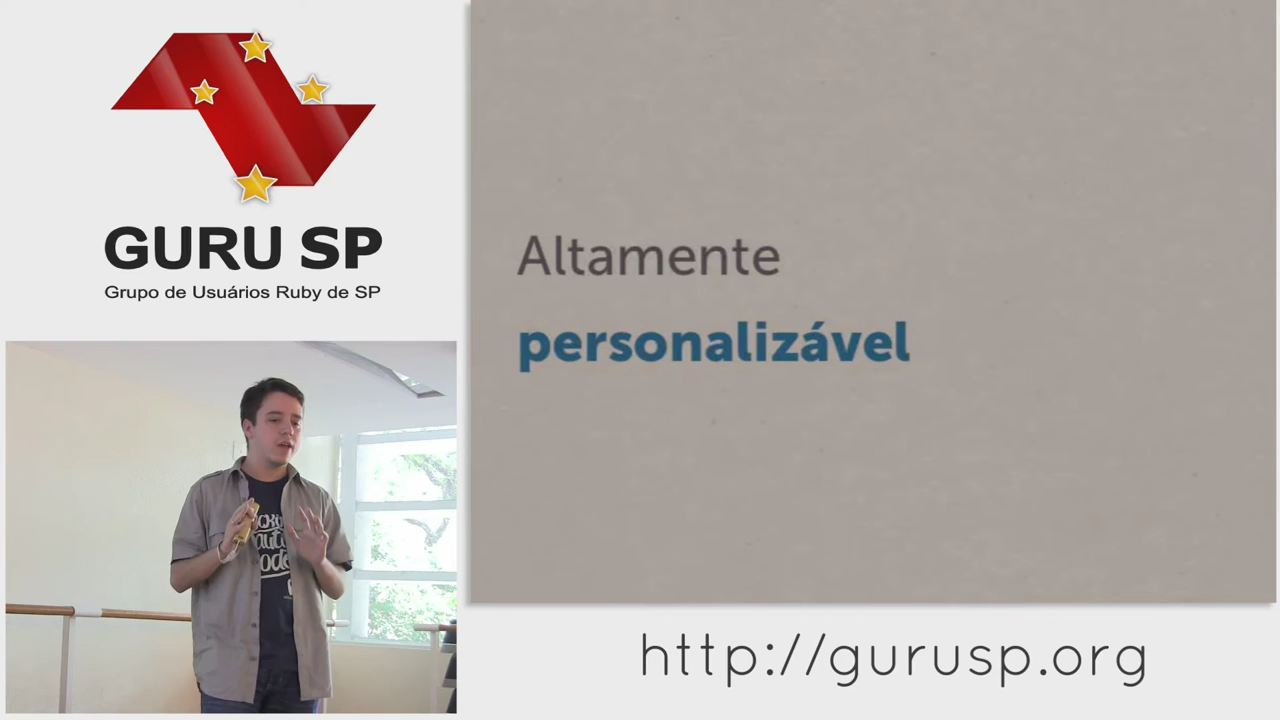 GURU SP
Grupo de Usuários Ruby de SP
Altamente
personalizável
http://gurusp.org